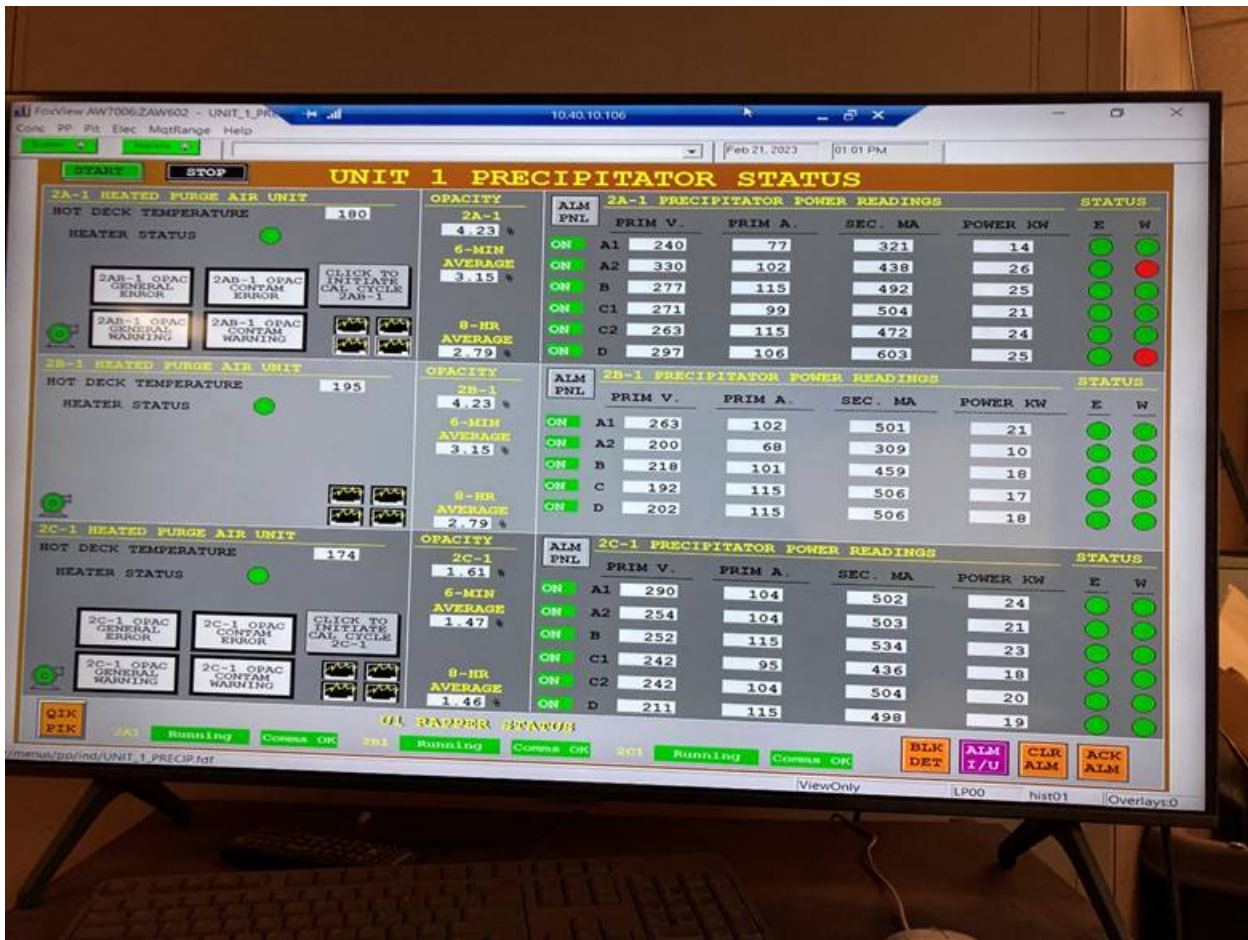 FoxView AW7006:ZAW602 - UNIT_1_PRE
10.40.10.106
Conc PP Pit Elec MqtRange Help
Feb 21, 2023 01:01 PM
START STOP
UNIT 1 PRECIPITATOR STATUS
2A-1 HEATED PURGE AIR UNIT
HOT DECK TEMPERATURE 180
HEATER STATUS
2AB-1 OPAC GENERAL ERROR
2AB-1 OPAC CONTAM ERROR
CLICK TO INITIATE CAL CYCLE 2AB-1
2AB-1 OPAC GENERAL WARNING
2AB-1 OPAC CONTAM WARNING
OPACITY
2A-1
4.23 %
6-MIN
AVERAGE
3.15 %
8-HR
AVERAGE
2.79 %
ALM PNL
2A-1 PRECIPITATOR POWER READINGS STATUS
PRIM V. PRIM A. SEC. MA POWER KW E W
ON A1 240 77 321 14
ON A2 330 102 438 26
ON B 277 115 492 25
ON C1 271 99 504 21
ON C2 263 115 472 24
ON D 297 106 603 25
2B-1 HEATED PURGE AIR UNIT
HOT DECK TEMPERATURE 195
HEATER STATUS
OPACITY
2B-1
4.23 %
6-MIN
AVERAGE
3.15 %
8-HR
AVERAGE
2.79 %
ALM PNL
2B-1 PRECIPITATOR POWER READINGS STATUS
PRIM V. PRIM A. SEC. MA POWER KW E W
ON A1 263 102 501 21
ON A2 200 68 309 10
ON B 218 101 459 18
ON C 192 115 506 17
ON D 202 115 506 18
2C-1 HEATED PURGE AIR UNIT
HOT DECK TEMPERATURE 174
HEATER STATUS
2C-1 OPAC GENERAL ERROR
2C-1 OPAC CONTAM ERROR
CLICK TO INITIATE CAL CYCLE 2C-1
2C-1 OPAC GENERAL WARNING
2C-1 OPAC CONTAM WARNING
OPACITY
2C-1
1.61 %
6-MIN
AVERAGE
1.47 %
8-HR
AVERAGE
1.46 %
ALM PNL
2C-1 PRECIPITATOR POWER READINGS STATUS
PRIM V. PRIM A. SEC. MA POWER KW E W
ON A1 290 104 502 24
ON A2 254 104 503 21
ON B 252 115 534 23
ON C1 242 95 436 18
ON C2 242 104 504 20
ON D 211 115 498 19
U1 RAPPER STATUS
QIK PIK
2A1 Running Comms OK 2B1 Running Comms OK 2C1 Running Comms OK
BLK DET
ALM I/U
CLR ALM
ACK ALM
/menus/pp/ind/UNIT_1_PRECIP.fdf
ViewOnly LP00 hist01 Overlays:0